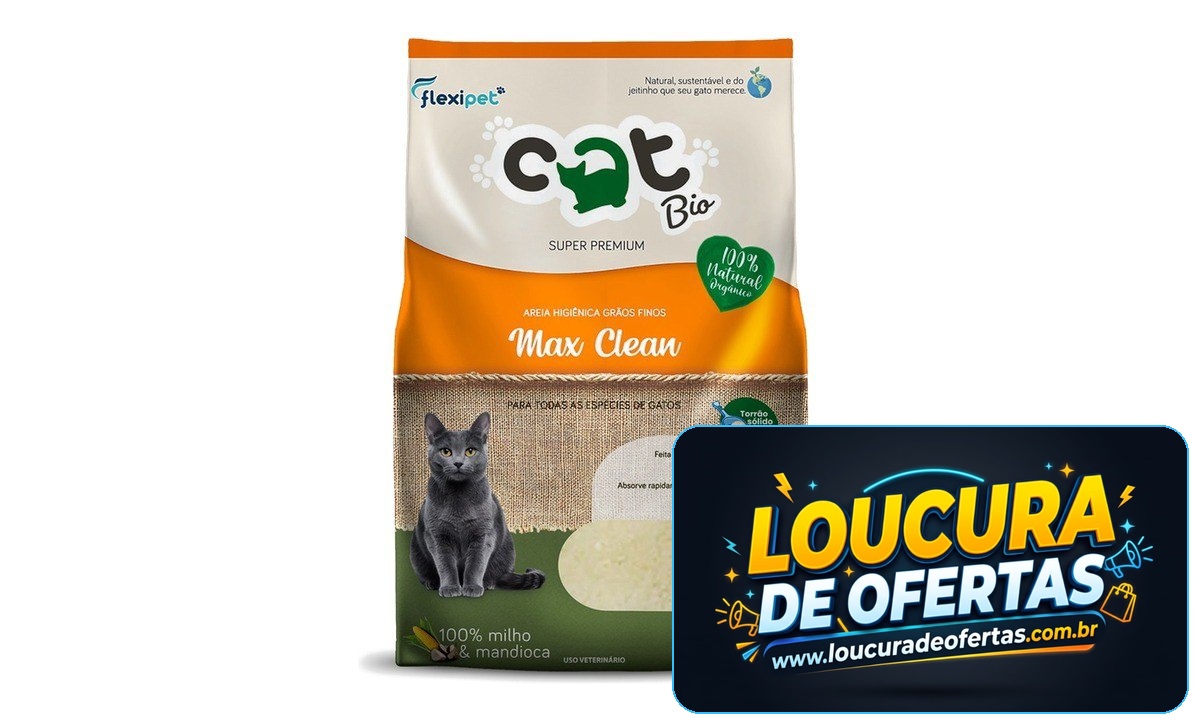 flexipet
Natural, sustentável e do
jeitinho que seu gato merece.
cat
Bio
SUPER PREMIUM
100%
Natural
Orgânico
AREIA HIGIÊNICA GRÃOS FINOS
Max Clean
PARA TODAS AS ESPÉCIES DE GATOS
Torrão
sólido
Feita
Absorve
100% milho
& mandioca
USO VETERINÁRIO
LOUCURA
DE OFERTAS
www.loucuradeofertas.com.br